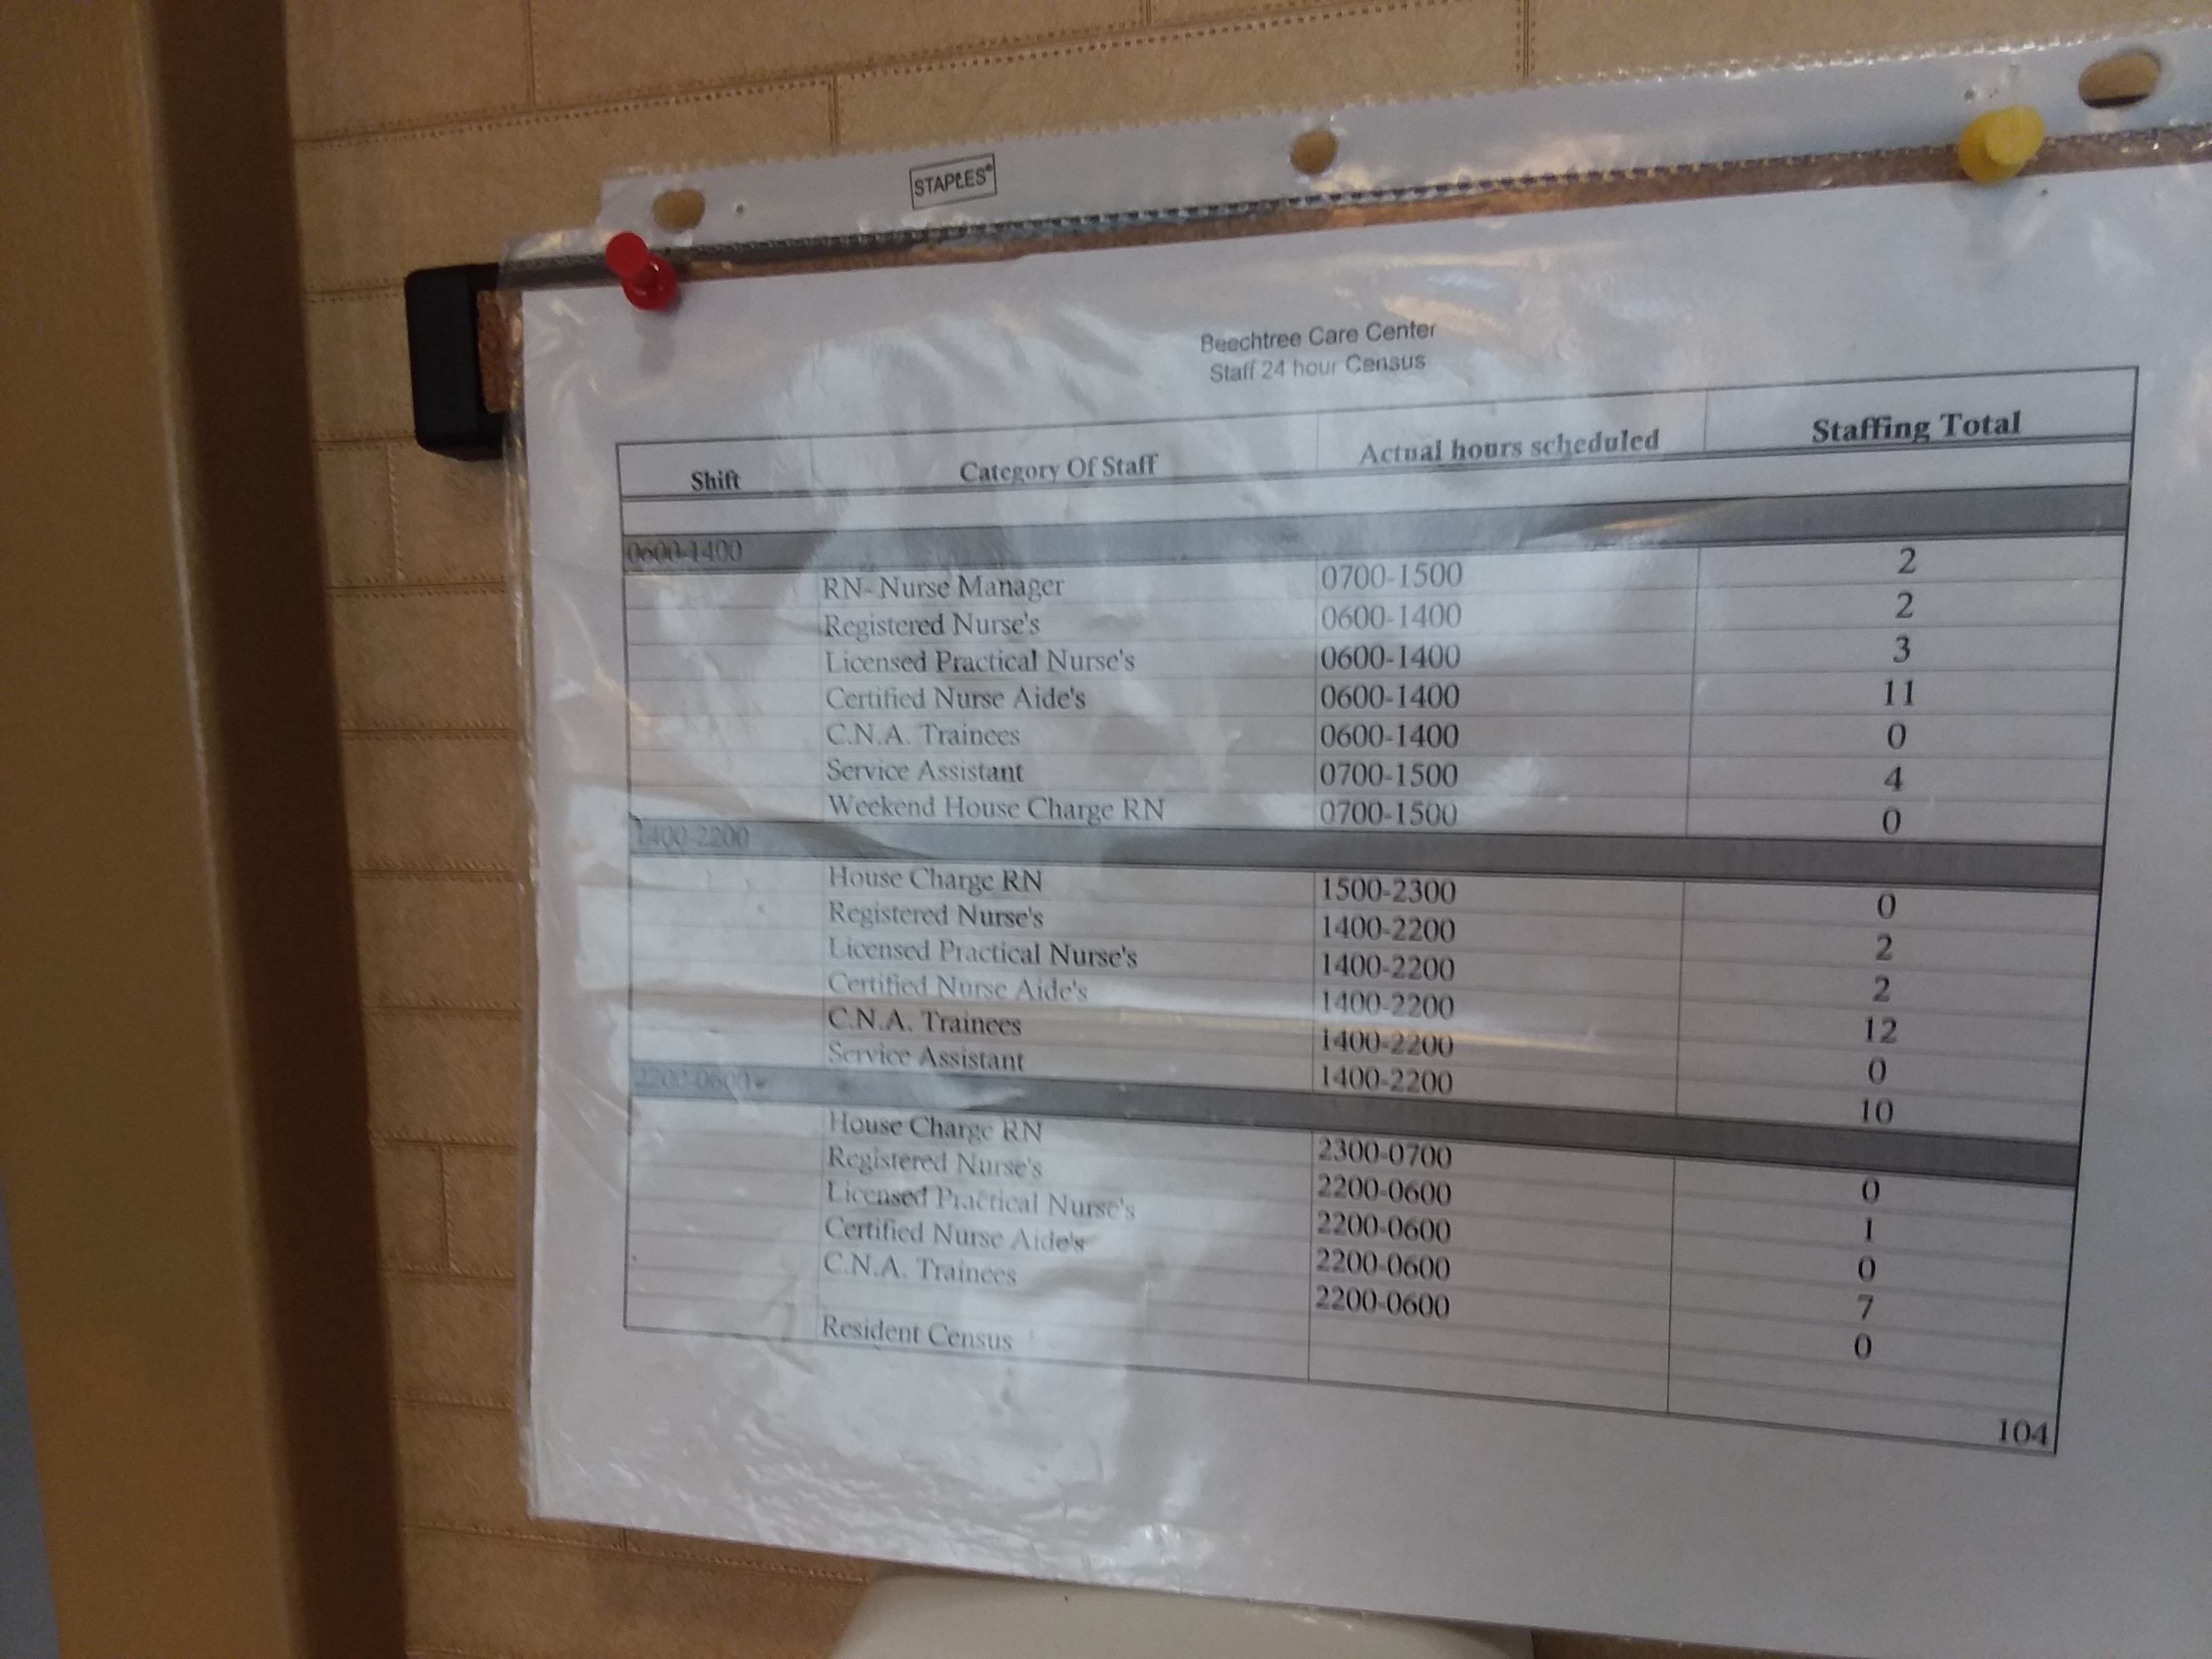 STAPLES®
Beechtree Care Center
Staff 24 hour Census
Shift Category Of Staff Actual hours scheduled Staffing Total
0600-1400
RN- Nurse Manager 0700-1500 2
Registered Nurse's 0600-1400 2
Licensed Practical Nurse's 0600-1400 3
Certified Nurse Aide's 0600-1400 11
C.N.A. Trainees 0600-1400 0
Service Assistant 0700-1500 4
Weekend House Charge RN 0700-1500 0
1400-2200
House Charge RN 1500-2300 0
Registered Nurse's 1400-2200 2
Licensed Practical Nurse's 1400-2200 2
Certified Nurse Aide's 1400-2200 12
C.N.A. Trainees 1400-2200 0
Service Assistant 1400-2200 10
2200-0600
House Charge RN 2300-0700 0
Registered Nurse's 2200-0600 1
Licensed Practical Nurse's 2200-0600 0
Certified Nurse Aide's 2200-0600 7
C.N.A. Trainees 2200-0600 0
Resident Census 104